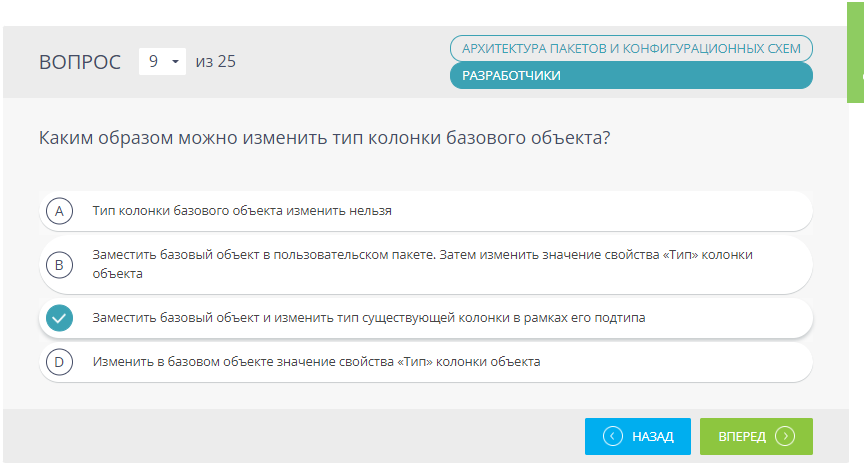 ВОПРОС 9 из 25
АРХИТЕКТУРА ПАКЕТОВ И КОНФИГУРАЦИОННЫХ СХЕМ
РАЗРАБОТЧИКИ
Каким образом можно изменить тип колонки базового объекта?
A Тип колонки базового объекта изменить нельзя
B Заместить базовый объект в пользовательском пакете. Затем изменить значение свойства «Тип» колонки
объекта
Заместить базовый объект и изменить тип существующей колонки в рамках его подтипа
D Изменить в базовом объекте значение свойства «Тип» колонки объекта
НАЗАД ВПЕРЕД